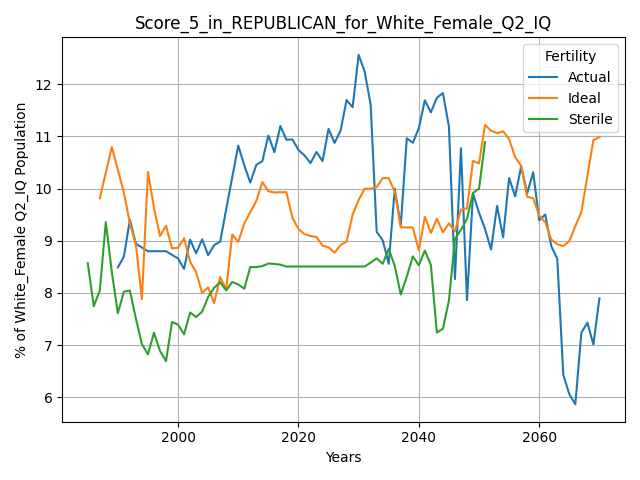 Score_5_in_REPUBLICAN_for_White_Female_Q2_IQ
% of White_Female Q2_IQ Population
12
11
10
9
8
7
6
Fertility
Actual
Ideal
Sterile
2000
2020
2040
2060
Years